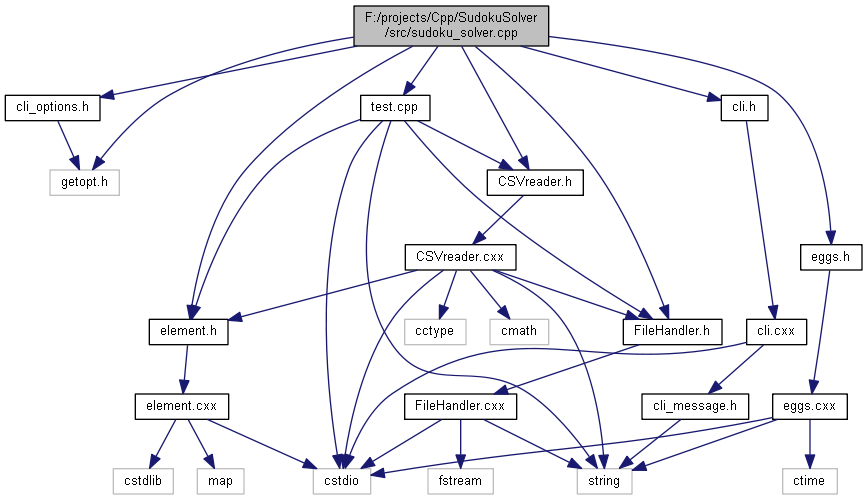 F:/projects/Cpp/SudokuSolver
/src/sudoku_solver.cpp
cli_options.h
test.cpp
cli.h
getopt.h
CSVreader.h
CSVreader.cxx
eggs.h
element.h
cctype
cmath
FileHandler.h
cli.cxx
element.cxx
FileHandler.cxx
cli_message.h
eggs.cxx
cstdlib
map
cstdio
fstream
string
ctime